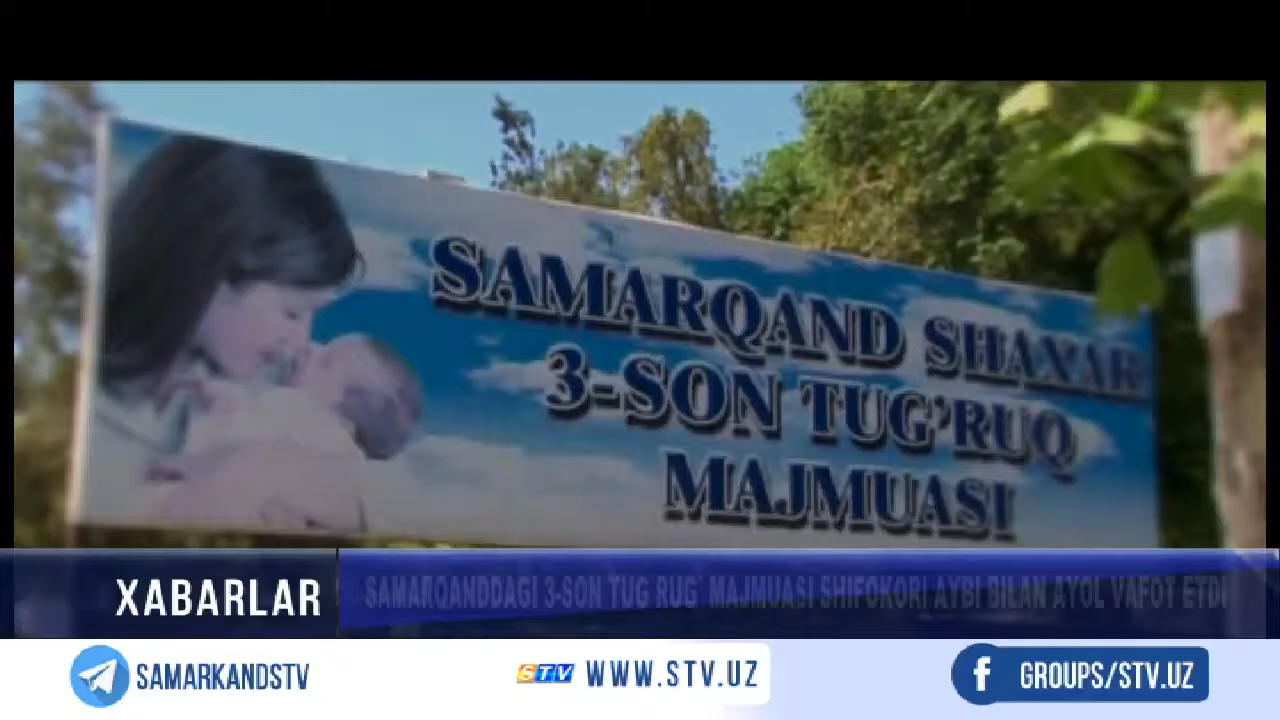 SAMARQAND SHAXAR
3-SON TUG'RUQ
MAJMUASI
XABARLAR
SAMARQANDDAGI 3-SON TUG RUG` MAJMUASI SHIFOKORI AYBI BILAN AYOL VAFOT ETDI
SAMARKANDSTV
STV WWW.STV.UZ
f GROUPS/STV.UZ